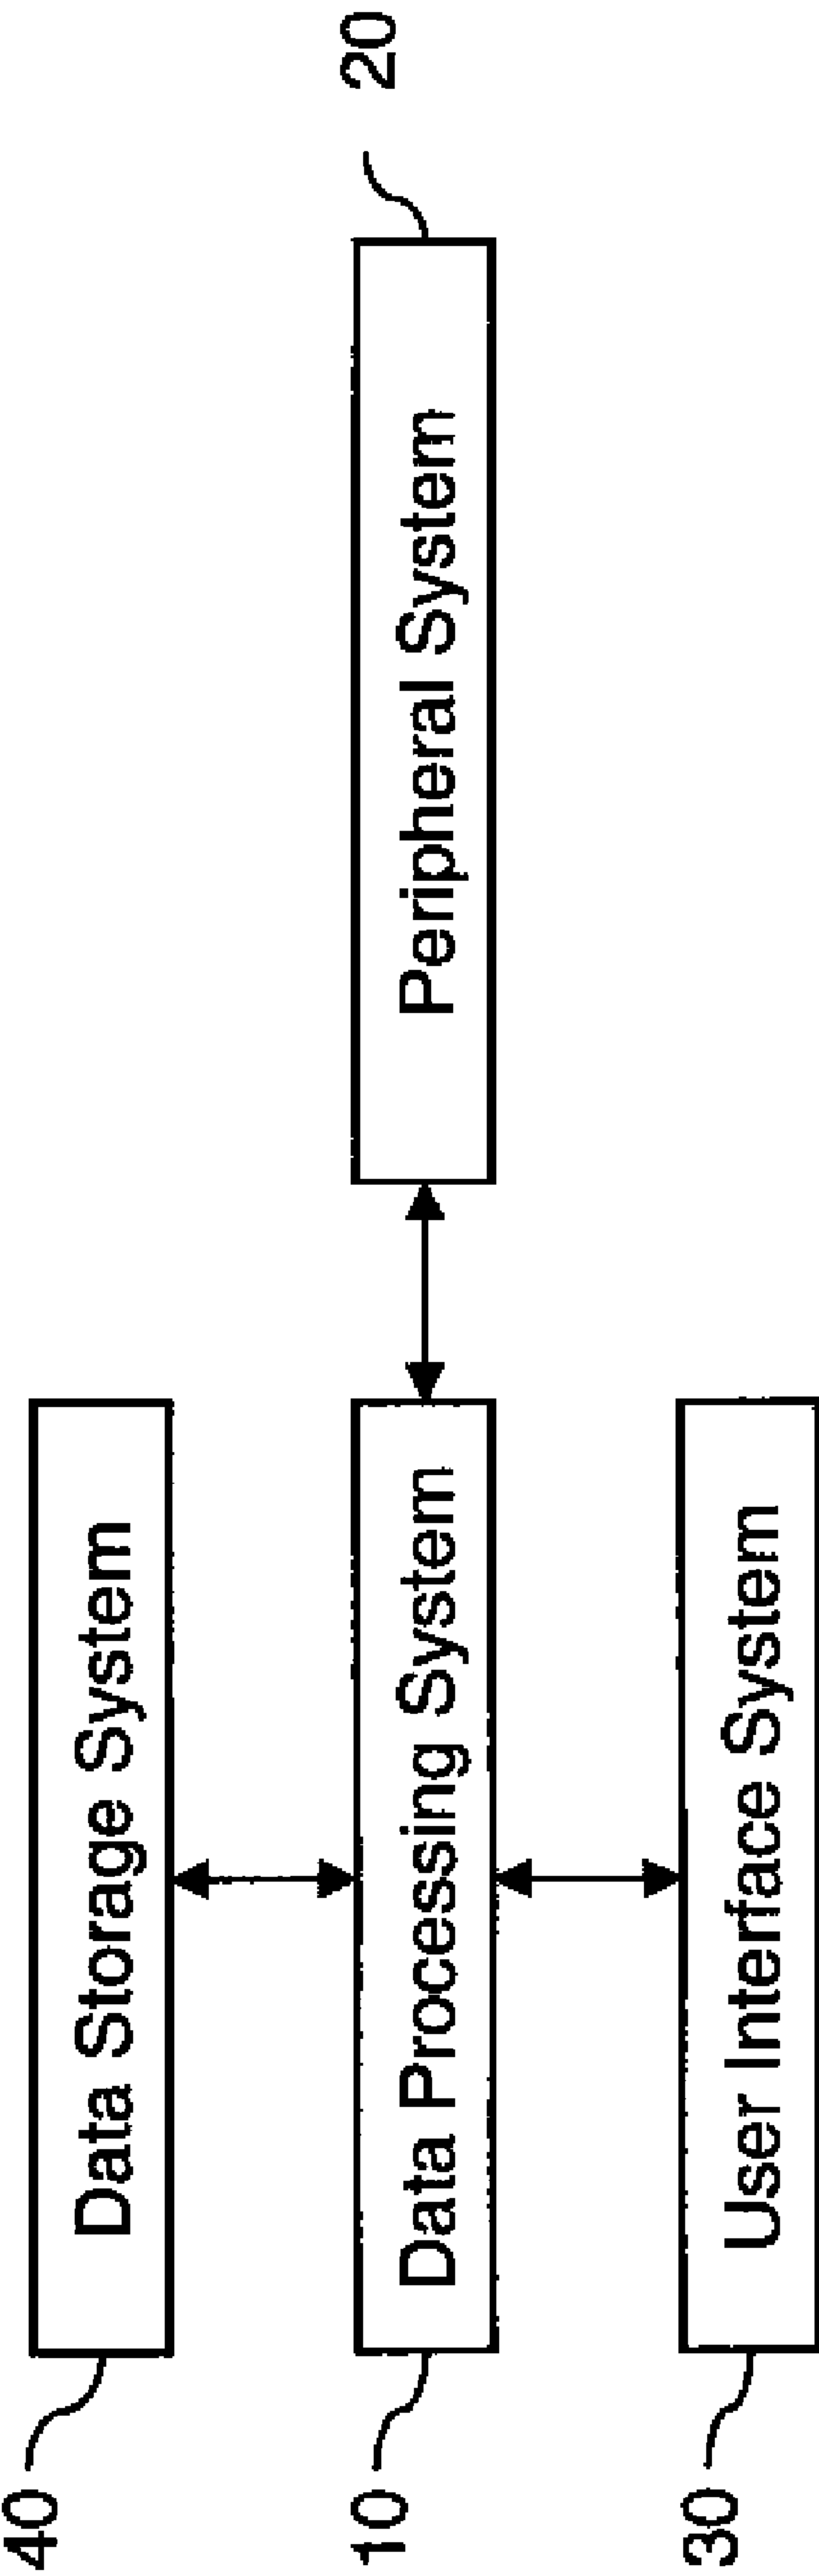 40
Data Storage System
10
Data Processing System
Peripheral System
20
30
User Interface System